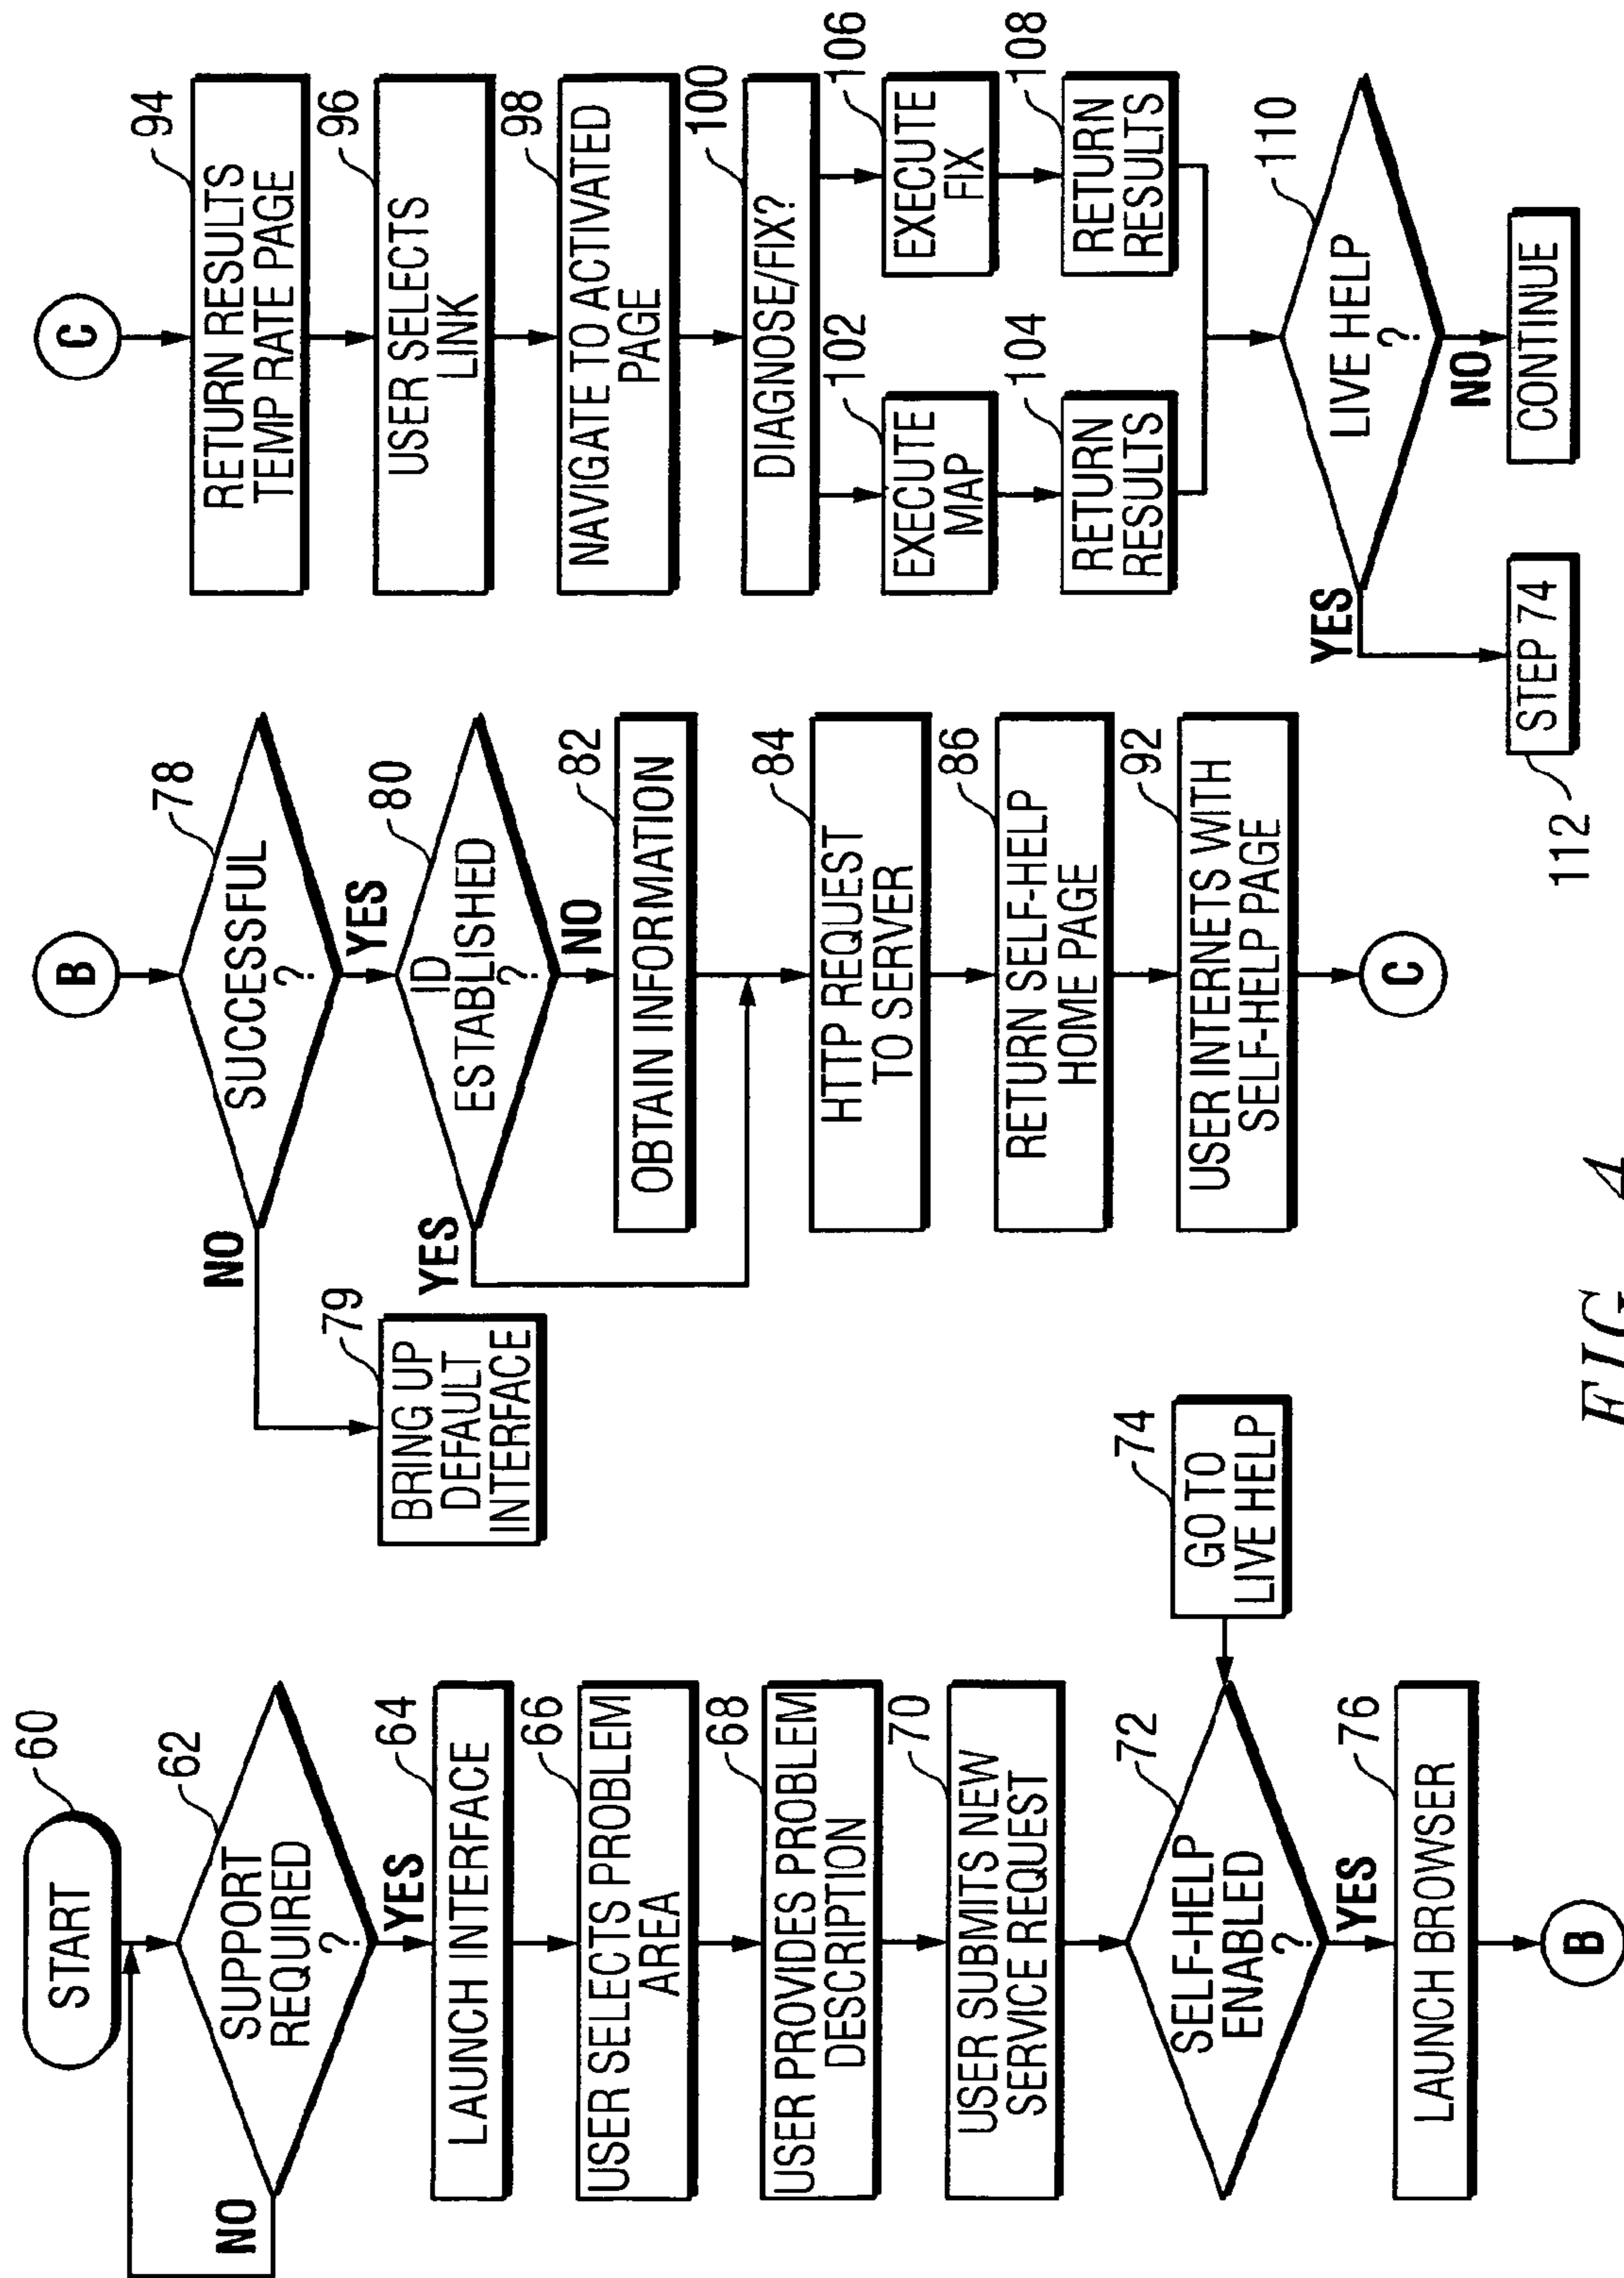 START
60
SUPPORT
REQUIRED
?
62
NO
YES
LAUNCH INTERFACE
64
USER SELECTS PROBLEM
AREA
66
USER PROVIDES PROBLEM
DESCRIPTION
68
USER SUBMITS NEW
SERVICE REQUEST
70
SELF-HELP
ENABLED
?
72
GO TO
LIVE HELP
74
YES
LAUNCH BROWSER
76
B
B
SUCCESSFUL
?
78
NO
BRING UP
DEFAULT
INTERFACE
79
YES
ID
ESTABLISHED
?
80
YES
NO
OBTAIN INFORMATION
82
HTTP REQUEST
TO SERVER
84
RETURN SELF-HELP
HOME PAGE
86
USER INTERNETS WITH
SELF-HELP PAGE
92
C
C
RETURN RESULTS
TEMP RATE PAGE
94
USER SELECTS
LINK
96
NAVIGATE TO ACTIVATED
PAGE
98
DIAGNOSE/FIX?
100
EXECUTE
MAP
102
RETURN
RESULTS
104
EXECUTE
FIX
106
RETURN
RESULTS
108
LIVE HELP
?
110
YES
STEP 74
112
NO
CONTINUE
FIG. 4